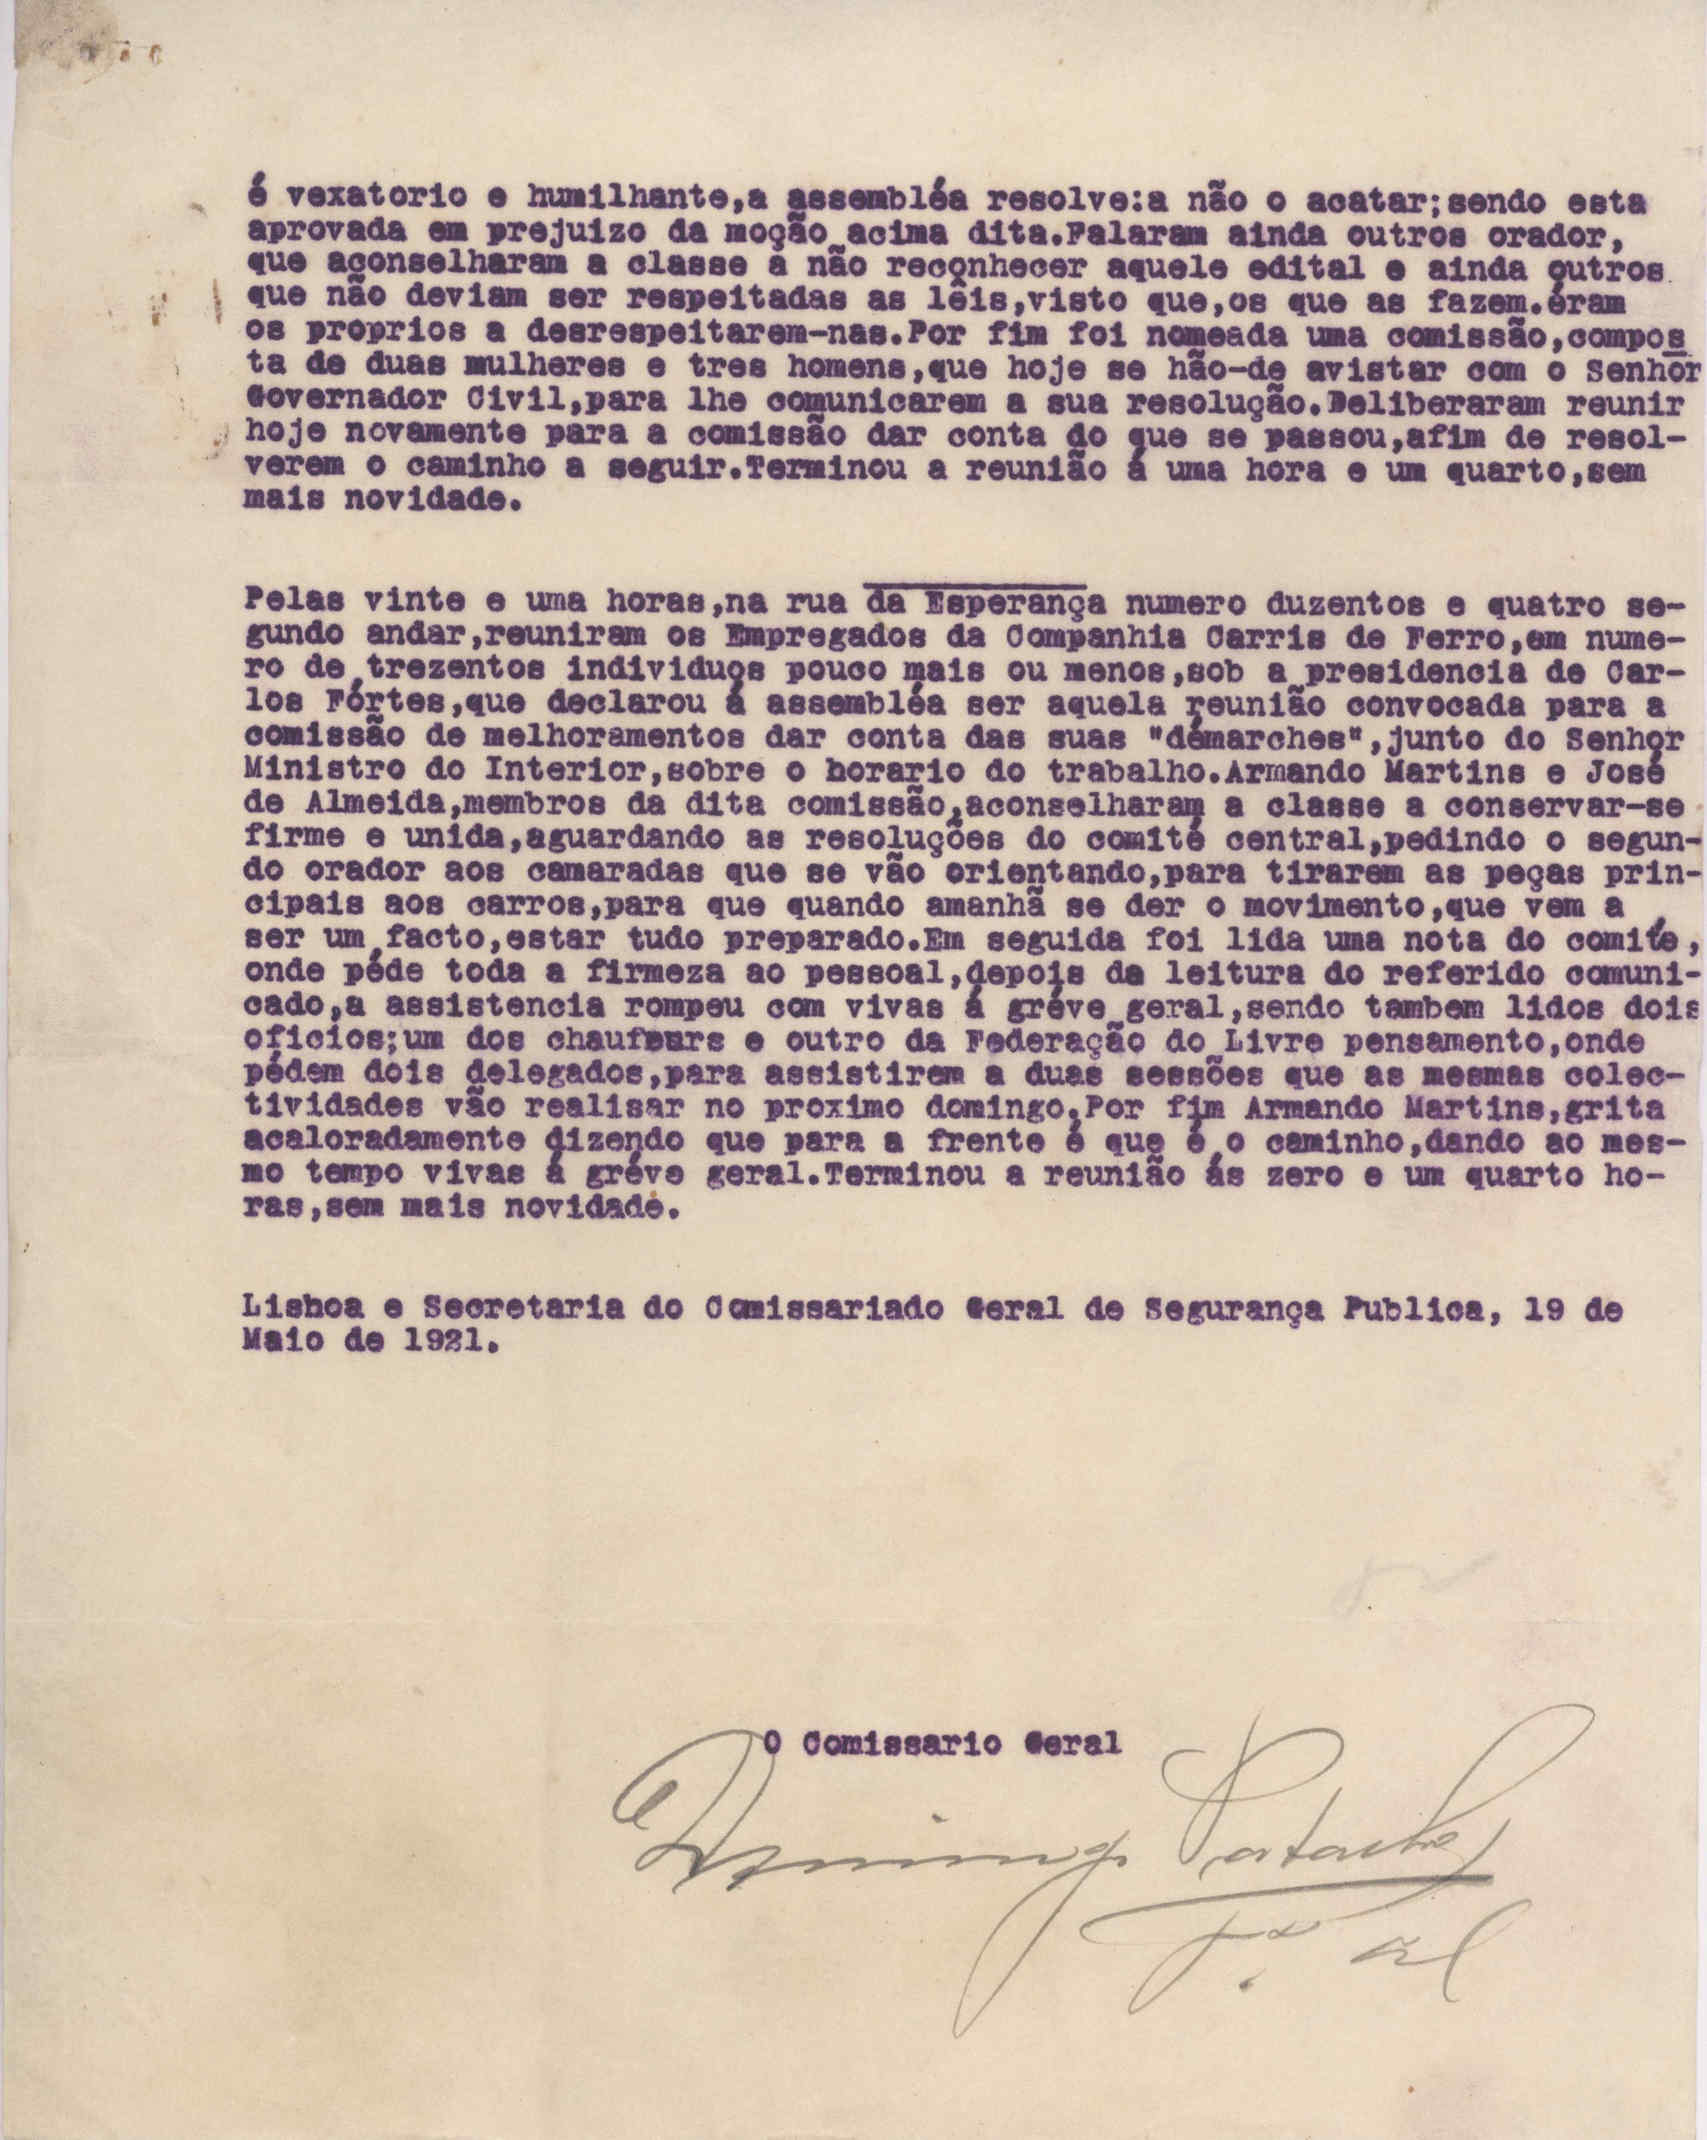 é vexatorio e humilhante,a assembléa resolve:a não o acatar;sendo esta
aprovada em prejuizo da moção acima dita.Falaram ainda outros orador,
que aconselharam a classe a não reconhecer aquele edital e ainda outros
que não deviam ser respeitadas as lêis,visto que,os que as fazem.éram
os proprios a desrespeitarem-nas.Por fim foi nomeada uma comissão,compos
ta de duas mulheres e tres homens,que hoje se hão-de avistar com o Senhor
Governador Civil,para lhe comunicarem a sua resolução.Deliberaram reunir
hoje novamente para a comissão dar conta do que se passou,afim de resol-
verem o caminho a seguir.Terminou a reunião á uma hora e um quarto,sem
mais novidade.
Pelas vinte e uma horas,na rua da Esperança numero duzentos e quatro se-
gundo andar,reuniram os Empregados da Companhia Carris de Ferro,em nume-
ro de trezentos individuos pouco mais ou menos,sob a presidencia de Car-
los Fórtes,que declarou á assembléa ser aquela reunião convocada para a
comissão de melhoramentos dar conta das suas "démarches",junto do Senhor
Ministro do Interior,sobre o horario do trabalho.Armando Martins e José
de Almeida,membros da dita comissão,aconselharam a classe a conservar-se
firme e unida,aguardando as resoluções do comité central,pedindo o segun-
do orador aos camaradas que se vão orientando,para tirarem as peças prin-
cipais aos carros,para que quando amanhã se der o movimento,que vem a
ser um facto,estar tudo preparado.Em seguida foi lida uma nota do comité,
onde péde toda a firmeza ao pessoal,depois da leitura do referido comuni-
cado,a assistencia rompeu com vivas á gréve geral,sendo tambem lidos dois
oficios;um dos chaufeurs e outro da Federação do Livre pensamento,onde
pédem dois delegados,para assistirem a duas sessões que as mesmas colec-
tividades vão realisar no proximo domingo.Por fim Armando Martins,grita
acaloradamente dizendo que para a frente é que é o caminho,dando ao mes-
mo tempo vivas á gréve geral.Terminou a reunião ás zero e um quarto ho-
ras,sem mais novidade.
Lisboa e Secretaria do Comissariado Geral de Segurança Publica, 19 de
Maio de 1921.
O Comissario Geral